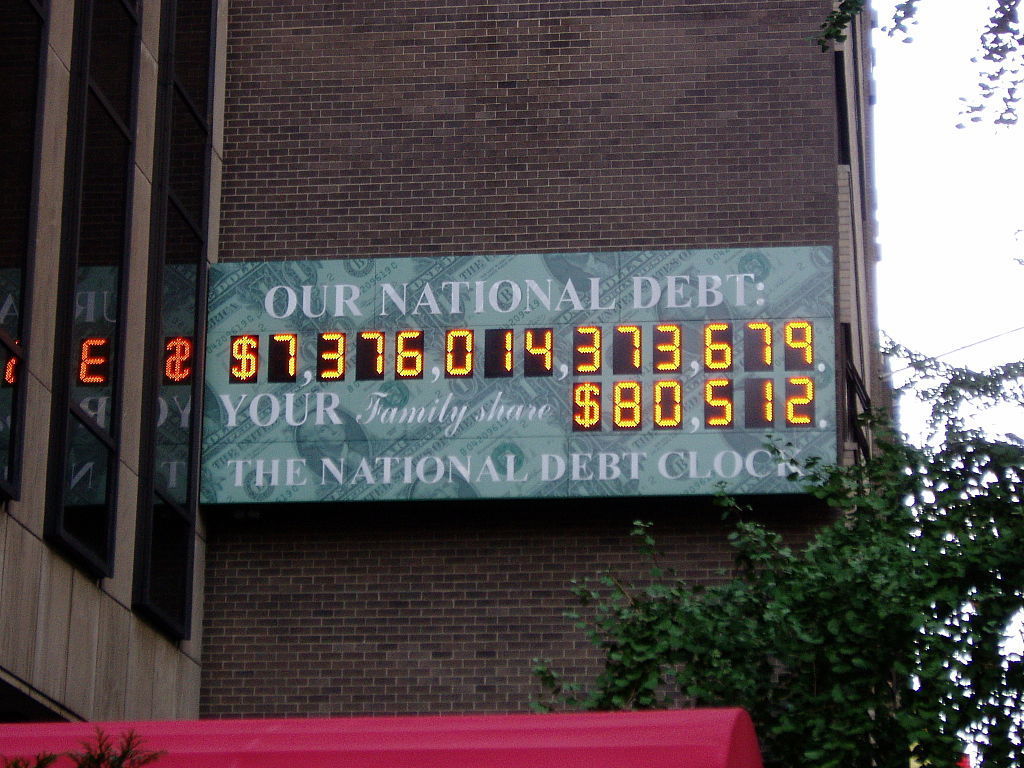 OUR NATIONAL DEBT:
$7,376,014,373,679.
YOUR Family share $80,512.
THE NATIONAL DEBT CLOCK.